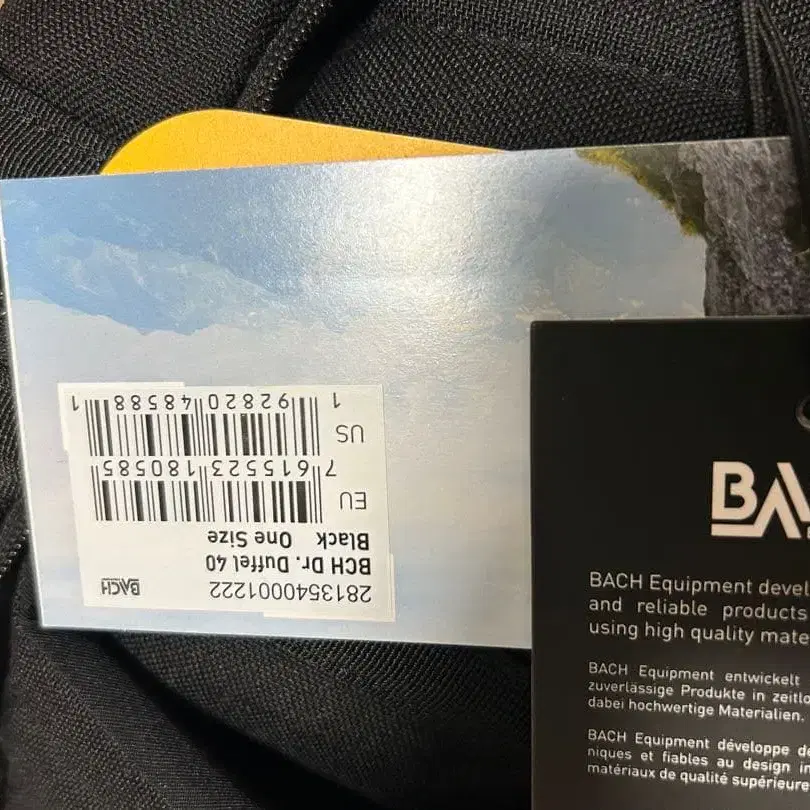 2813540001222
BACH
BCH Dr. Duffel 40
Black One Size
EU
7 615523 180585
US
1 92820 48588 1
BA
BACH Equipment devel
and reliable products
using high quality mate
BACH Equipment entwickelt
zuverlässige Produkte in zeitlo
dabei hochwertige Materialien.
BACH Equipment développe de
niques et fiables au design in
matériaux de qualité supérieure